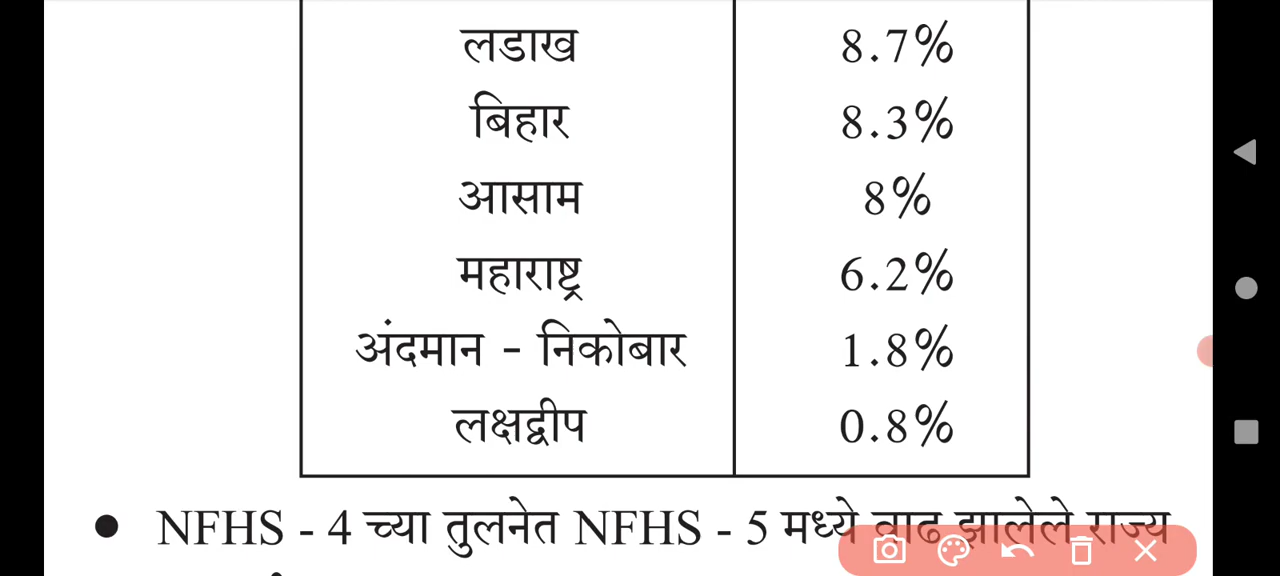 लडाख 8.7%
बिहार 8.3%
आसाम 8%
महाराष्ट्र 6.2%
अंदमान - निकोबार 1.8%
लक्षद्वीप 0.8%
● NFHS - 4 च्या तुलनेत NFHS - 5 मध्ये वाढ झालेले राज्य